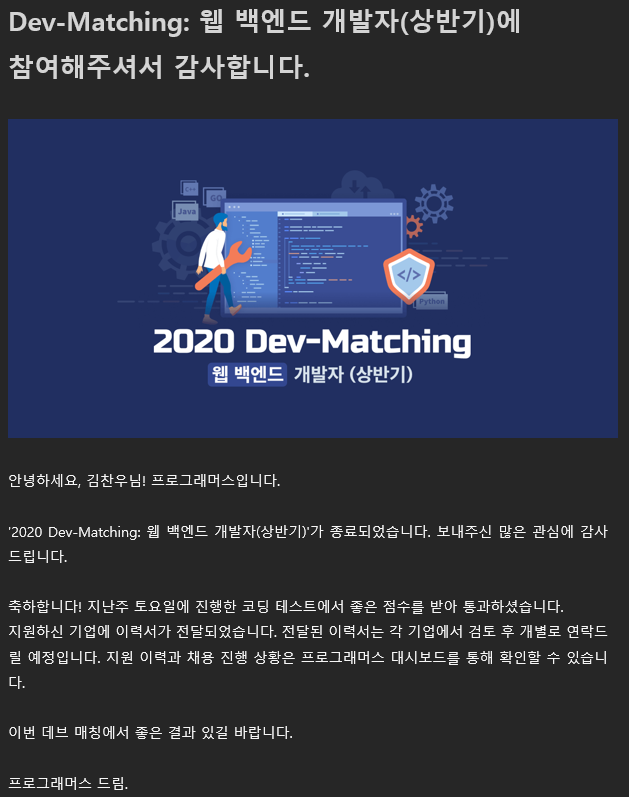 Dev-Matching: 웹 백엔드 개발자(상반기)에
참여해주셔서 감사합니다.
C++
GO
Java
</>
Python
2020 Dev-Matching
웹 백엔드 개발자 (상반기)
안녕하세요, 김찬우님! 프로그래머스입니다.
'2020 Dev-Matching: 웹 백엔드 개발자(상반기)'가 종료되었습니다. 보내주신 많은 관심에 감사
드립니다.
축하합니다! 지난주 토요일에 진행한 코딩 테스트에서 좋은 점수를 받아 통과하셨습니다.
지원하신 기업에 이력서가 전달되었습니다. 전달된 이력서는 각 기업에서 검토 후 개별로 연락드
릴 예정입니다. 지원 이력과 채용 진행 상황은 프로그래머스 대시보드를 통해 확인할 수 있습니
다.
이번 데브 매칭에서 좋은 결과 있길 바랍니다.
프로그래머스 드림.